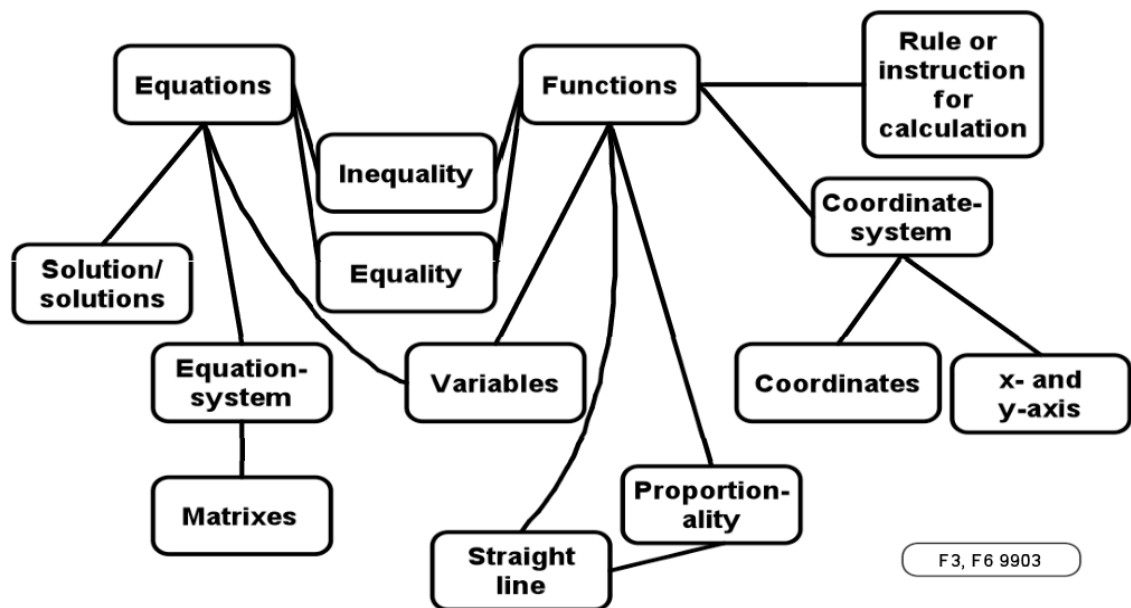 Equations
Functions
Rule or
instruction
for
calculation
Inequality
Coordinate-
system
Equality
Solution/
solutions
Equation-
system
Variables
Coordinates
x- and
y-axis
Matrixes
Proportion-
ality
Straight
line
F3, F6 9903